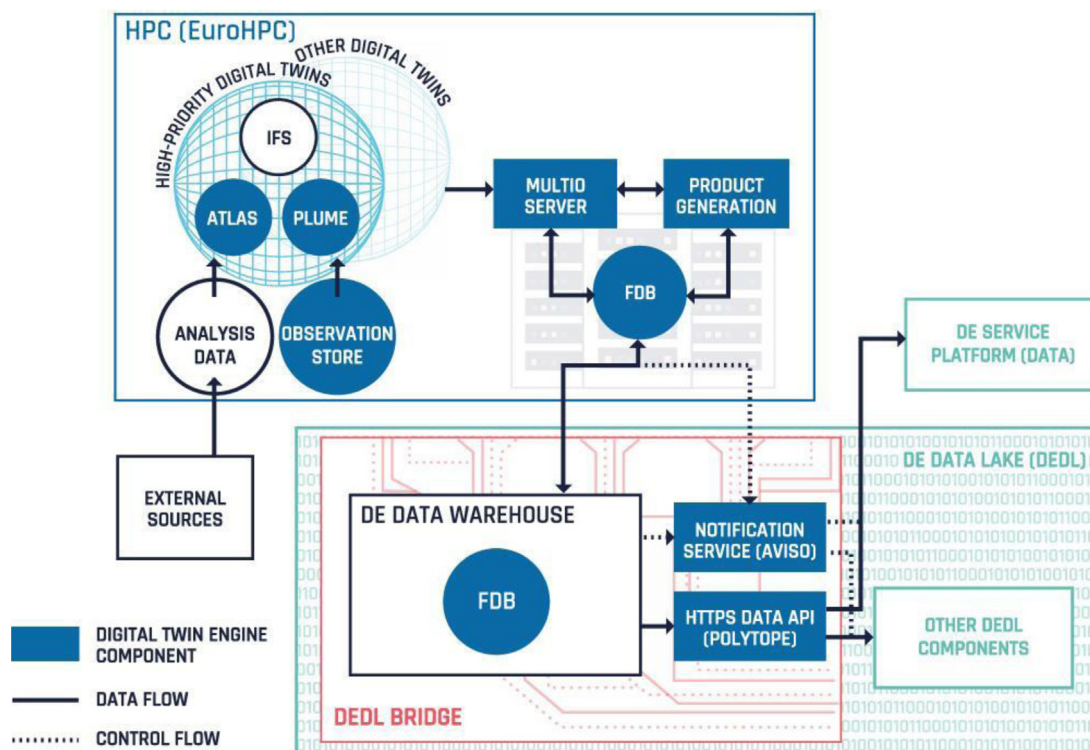 HPC (EuroHPC)
HIGH-PRIORITY DIGITAL TWINS
OTHER DIGITAL TWINS
IFS
ATLAS
PLUME
ANALYSIS
DATA
OBSERVATION
STORE
MULTIO
SERVER
PRODUCT
GENERATION
FDB
EXTERNAL
SOURCES
DE SERVICE
PLATFORM (DATA)
DE DATA LAKE (DEDL)
DE DATA WAREHOUSE
FDB
NOTIFICATION
SERVICE (AVISO)
HTTPS DATA API
(POLYTOPE)
OTHER DEDL
COMPONENTS
DEDL BRIDGE
DIGITAL TWIN ENGINE
COMPONENT
DATA FLOW
CONTROL FLOW